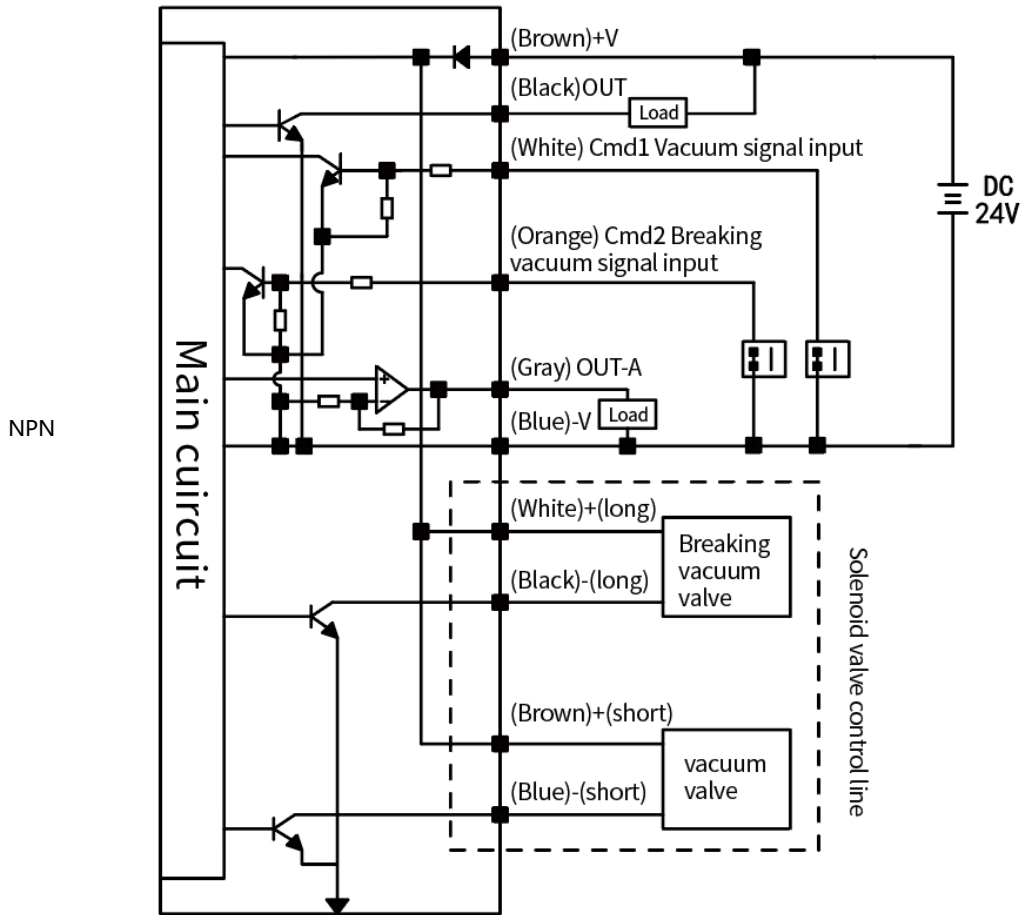 (Brown)+V
(Black)OUT
Load
(White) Cmd1 Vacuum signal input
DC
24V
(Orange) Cmd2 Breaking
vacuum signal input
Main cuircuit
+
−
(Gray) OUT-A
Load
(Blue)-V
NPN
(White)+(long)
Breaking
vacuum
valve
(Black)-(long)
Solenoid valve control line
(Brown)+(short)
vacuum
valve
(Blue)-(short)